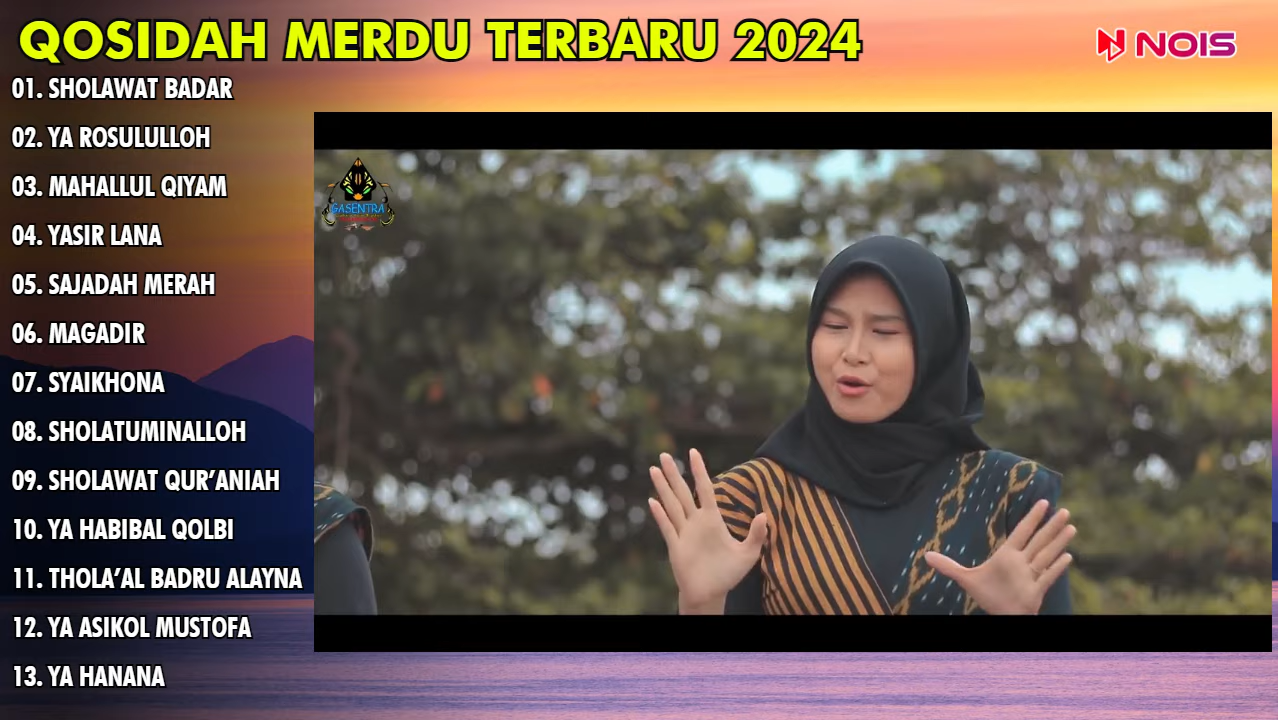 QOSIDAH MERDU TERBARU 2024
NOIS
01. SHOLAWAT BADAR
02. YA ROSULULLOH
03. MAHALLUL QIYAM
04. YASIR LANA
05. SAJADAH MERAH
06. MAGADIR
07. SYAIKHONA
08. SHOLATUMINALLOH
09. SHOLAWAT QUR’ANIAH
10. YA HABIBAL QOLBI
11. THOLA’AL BADRU ALAYNA
12. YA ASIKOL MUSTOFA
13. YA HANANA
GASENTRA